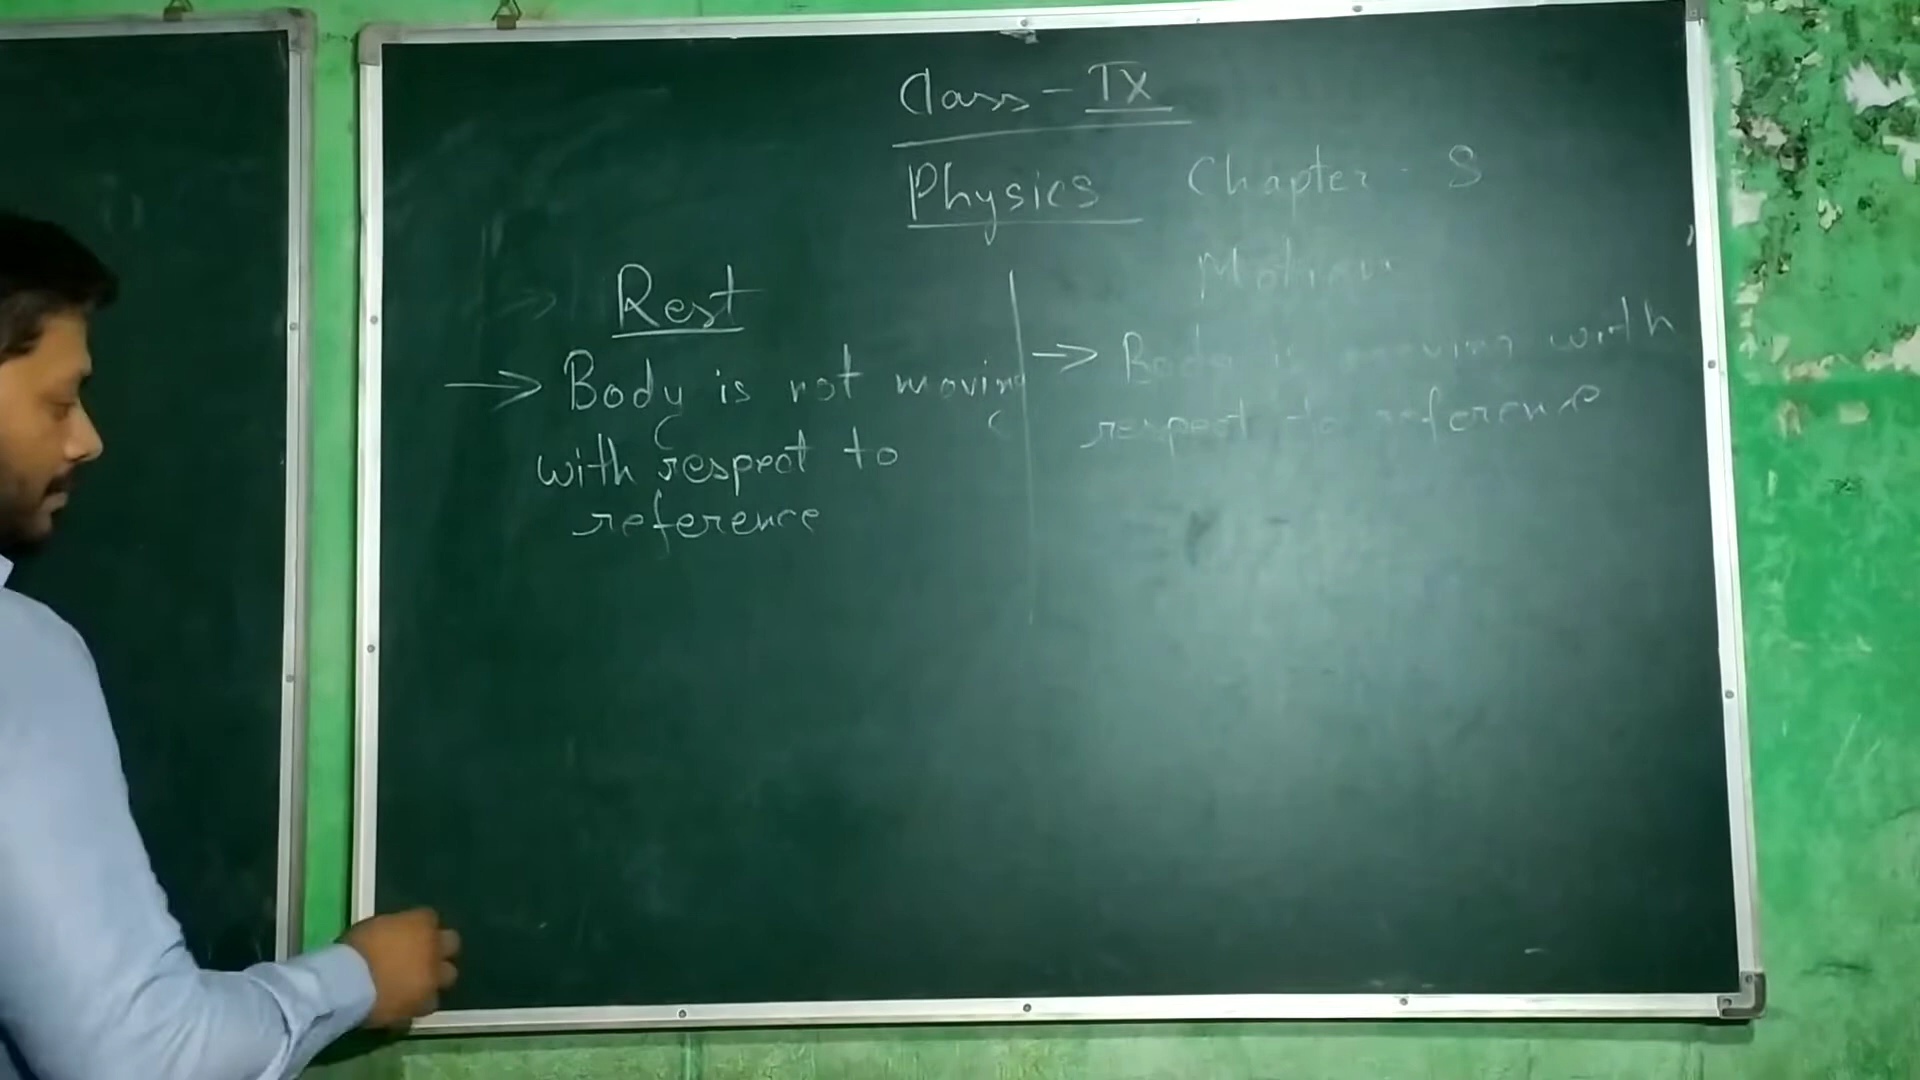 Class - IX
Physics Chapter - 8
Rest
→ Body is not moving
with respect to
reference
Motion
→ Body is moving with
respect to reference